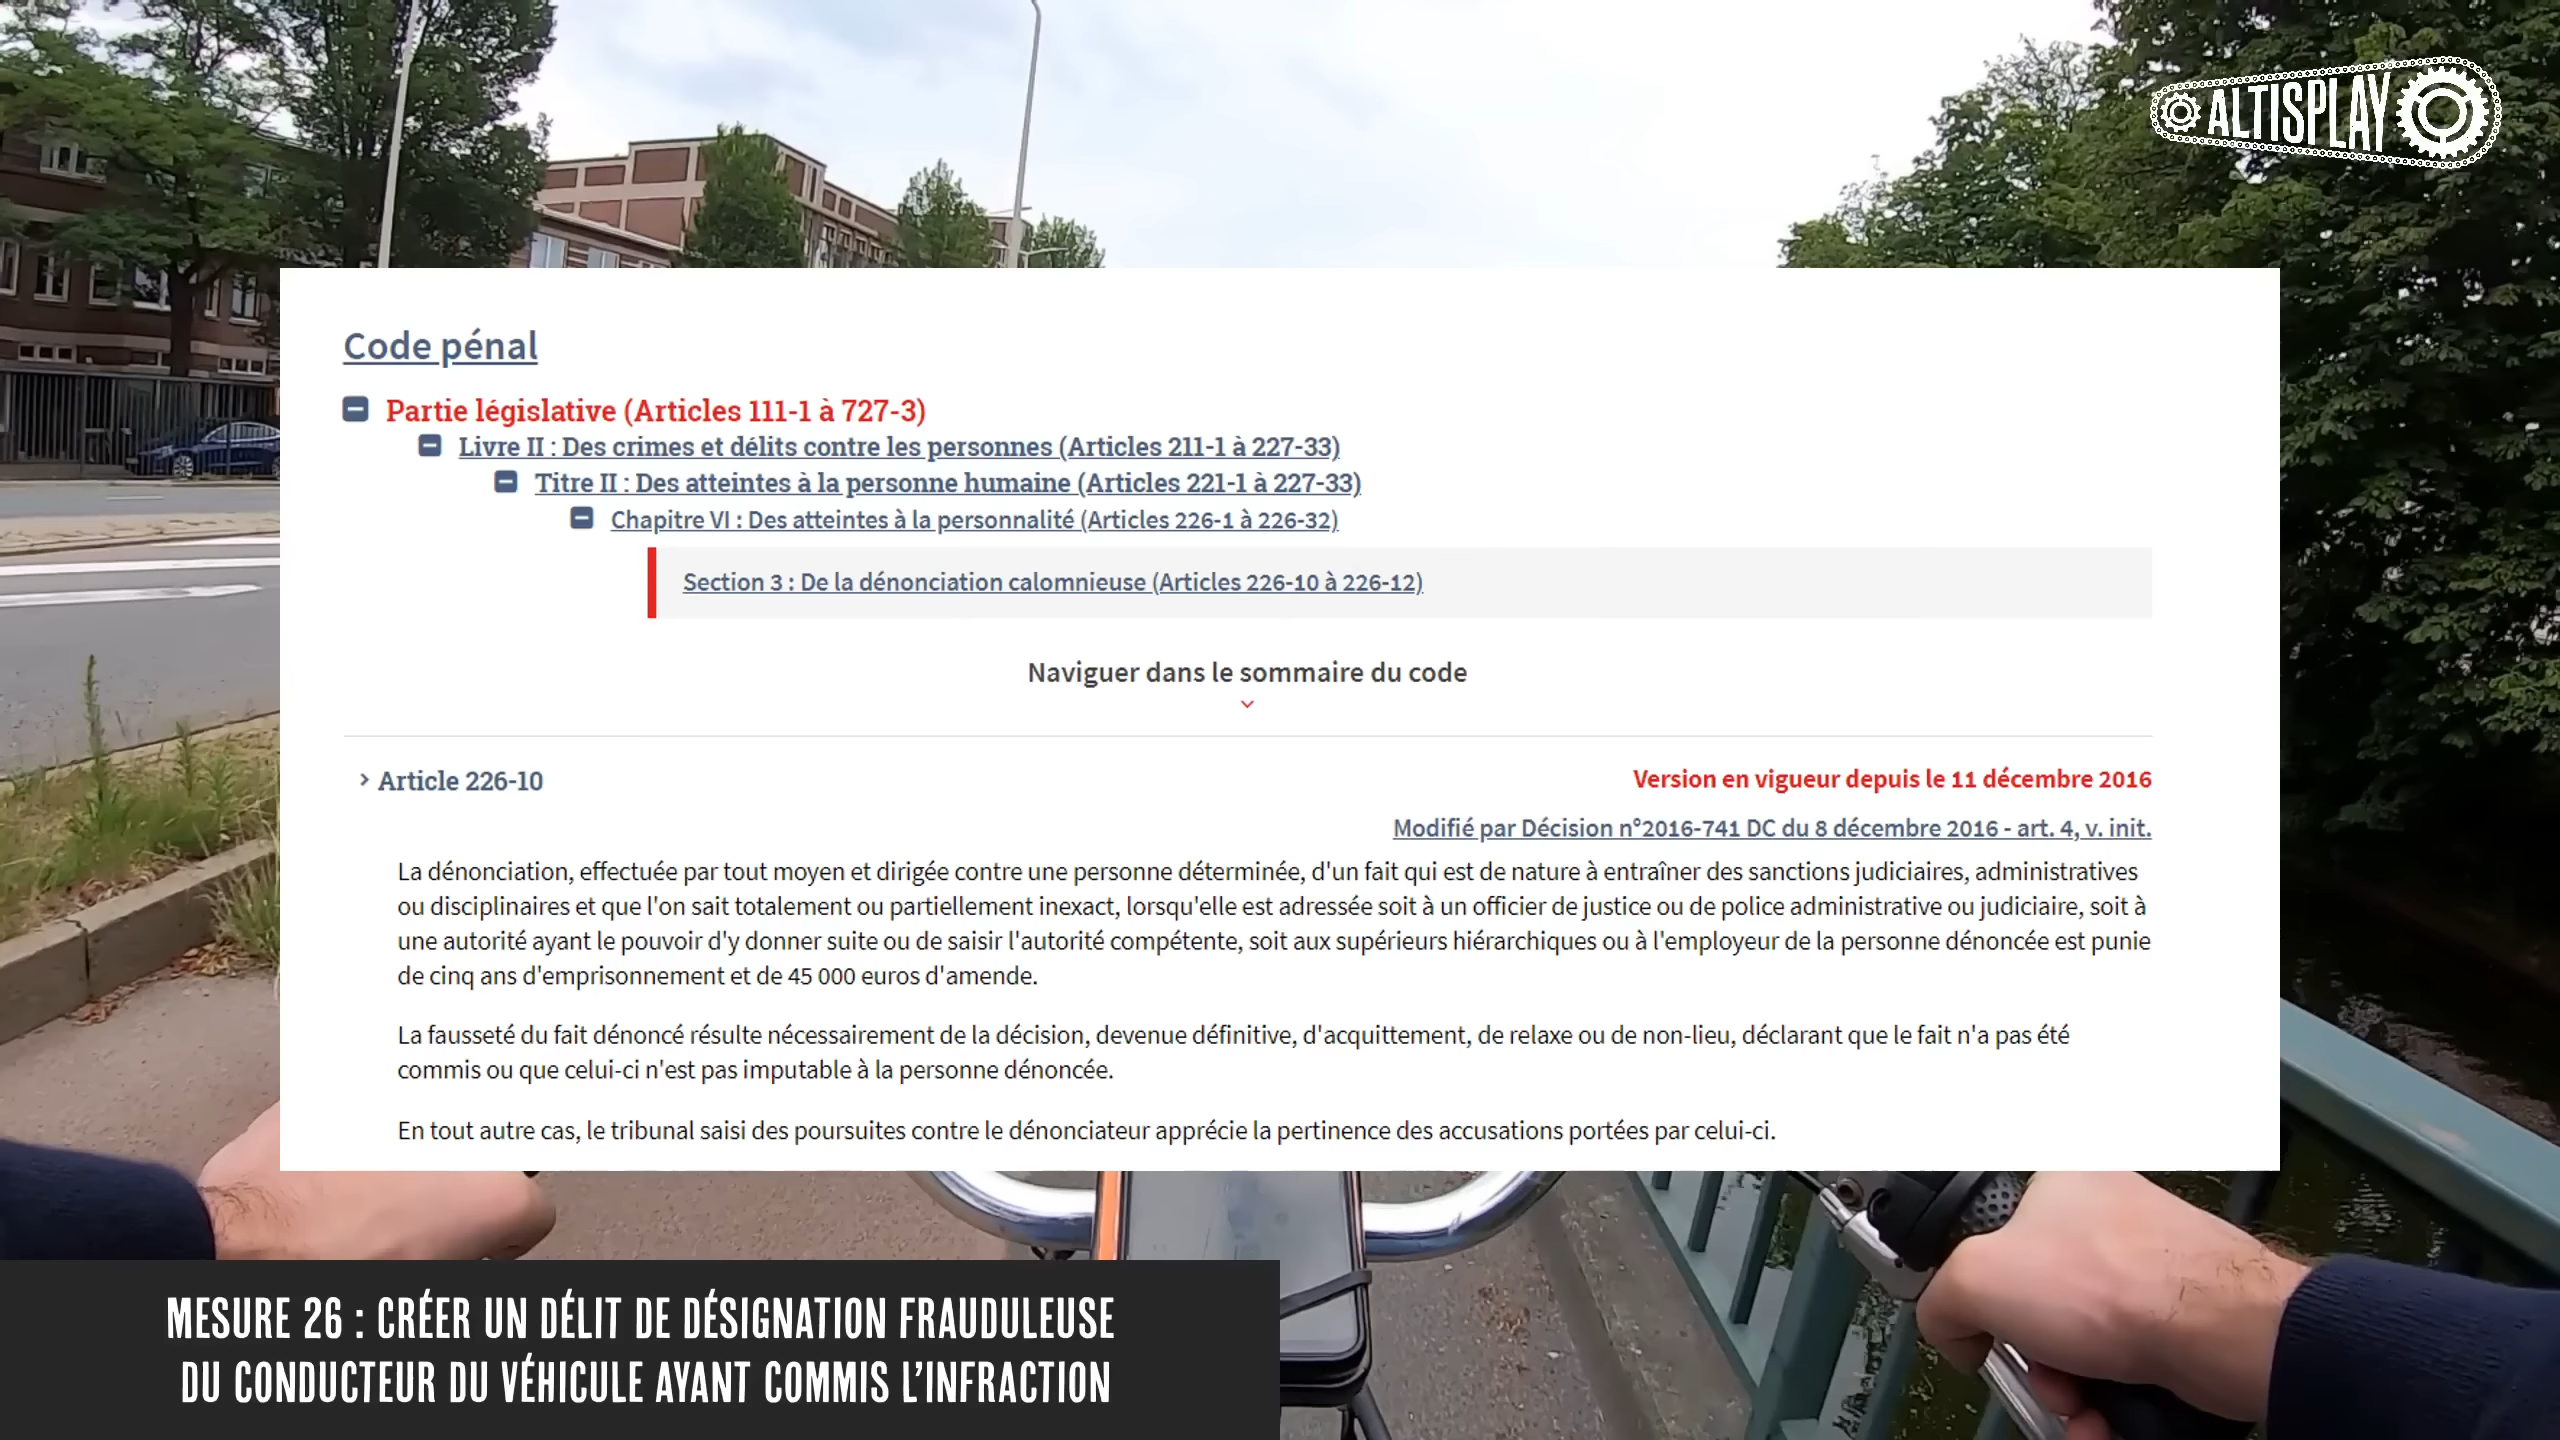 ALTISPLAY
Code pénal
Partie législative (Articles 111-1 à 727-3)
Livre II : Des crimes et délits contre les personnes (Articles 211-1 à 227-33)
Titre II : Des atteintes à la personne humaine (Articles 221-1 à 227-33)
Chapitre VI : Des atteintes à la personnalité (Articles 226-1 à 226-32)
Section 3 : De la dénonciation calomnieuse (Articles 226-10 à 226-12)
Naviguer dans le sommaire du code
Article 226-10
Version en vigueur depuis le 11 décembre 2016
Modifié par Décision n°2016-741 DC du 8 décembre 2016 - art. 4, v. init.
La dénonciation, effectuée par tout moyen et dirigée contre une personne déterminée, d'un fait qui est de nature à entraîner des sanctions judiciaires, administratives
ou disciplinaires et que l'on sait totalement ou partiellement inexact, lorsqu'elle est adressée soit à un officier de justice ou de police administrative ou judiciaire, soit à
une autorité ayant le pouvoir d'y donner suite ou de saisir l'autorité compétente, soit aux supérieurs hiérarchiques ou à l'employeur de la personne dénoncée est punie
de cinq ans d'emprisonnement et de 45 000 euros d'amende.
La fausseté du fait dénoncé résulte nécessairement de la décision, devenue définitive, d'acquittement, de relaxe ou de non-lieu, déclarant que le fait n'a pas été
commis ou que celui-ci n'est pas imputable à la personne dénoncée.
En tout autre cas, le tribunal saisi des poursuites contre le dénonciateur apprécie la pertinence des accusations portées par celui-ci.
MESURE 26 : CRÉER UN DÉLIT DE DÉSIGNATION FRAUDULEUSE
DU CONDUCTEUR DU VÉHICULE AYANT COMMIS L'INFRACTION